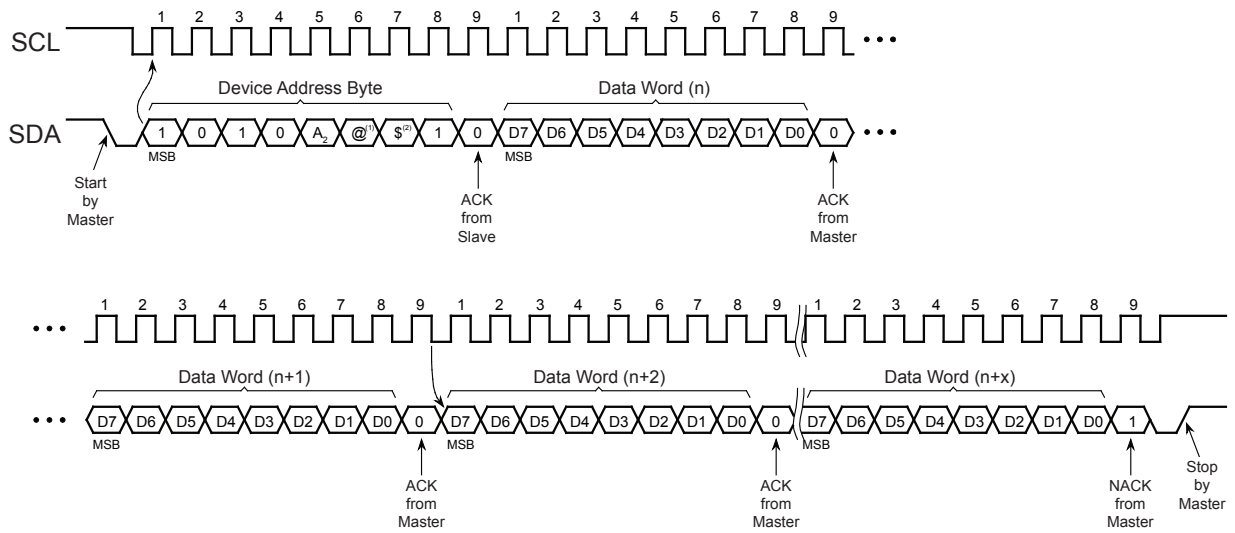 1 2 3 4 5 6 7 8 9 1 2 3 4 5 6 7 8 9
SCL
Device Address Byte Data Word (n)
SDA 1 0 1 0 A2 @(1) $(2) 1 0 D7 D6 D5 D4 D3 D2 D1 D0 0
MSB MSB
Start by Master
ACK from Slave
ACK from Master
1 2 3 4 5 6 7 8 9 1 2 3 4 5 6 7 8 9 1 2 3 4 5 6 7 8 9
Data Word (n+1) Data Word (n+2) Data Word (n+x)
D7 D6 D5 D4 D3 D2 D1 D0 0 D7 D6 D5 D4 D3 D2 D1 D0 0 D7 D6 D5 D4 D3 D2 D1 D0 1
MSB MSB MSB
ACK from Master
ACK from Master
NACK from Master
Stop by Master